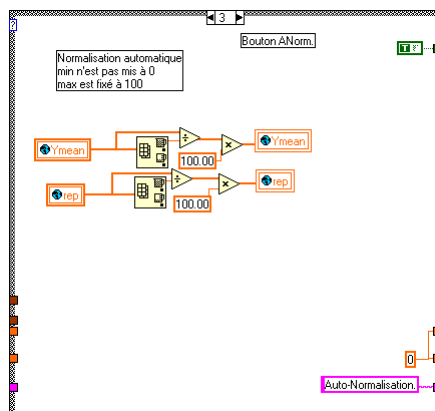 3
?
Bouton ANorm.
T F
Normalisation automatique
min n'est pas mis à 0
max est fixé à 100
Ymean
÷
x
100.00
Ymean
rep
÷
x
100.00
rep
0
Auto-Normalisation.